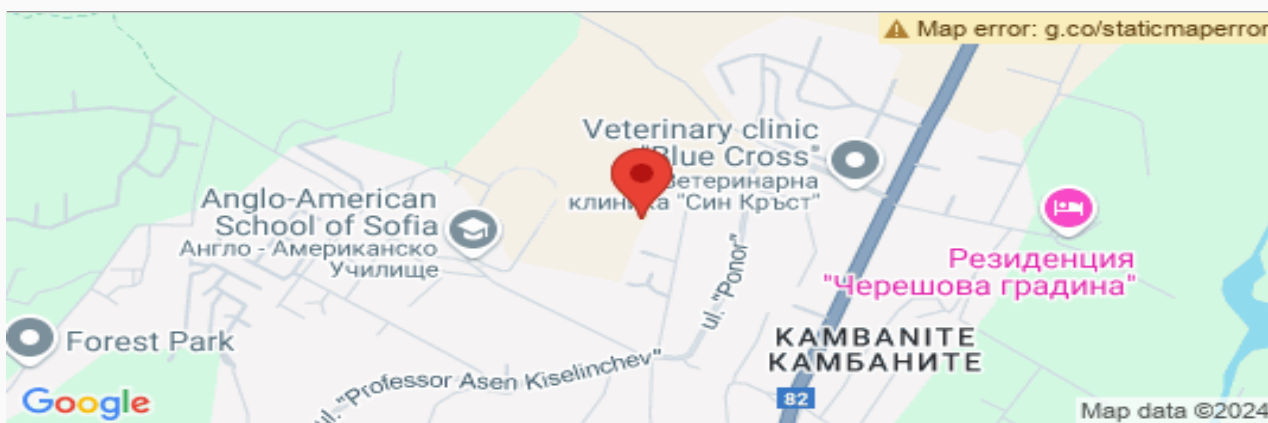 Map error: g.co/staticmaperror
Veterinary clinic
"Blue Cross"
Ветеринарна
клиника "Син Кръст"
Anglo-American
School of Sofia
Англо - Американско
Училище
Резиденция
"Черешова градина"
ul. "Ropot"
Forest Park
KAMBANITE
КАМБАНИТЕ
ul. "Professor Asen Kiselinchev"
82
Google
Map data ©2024